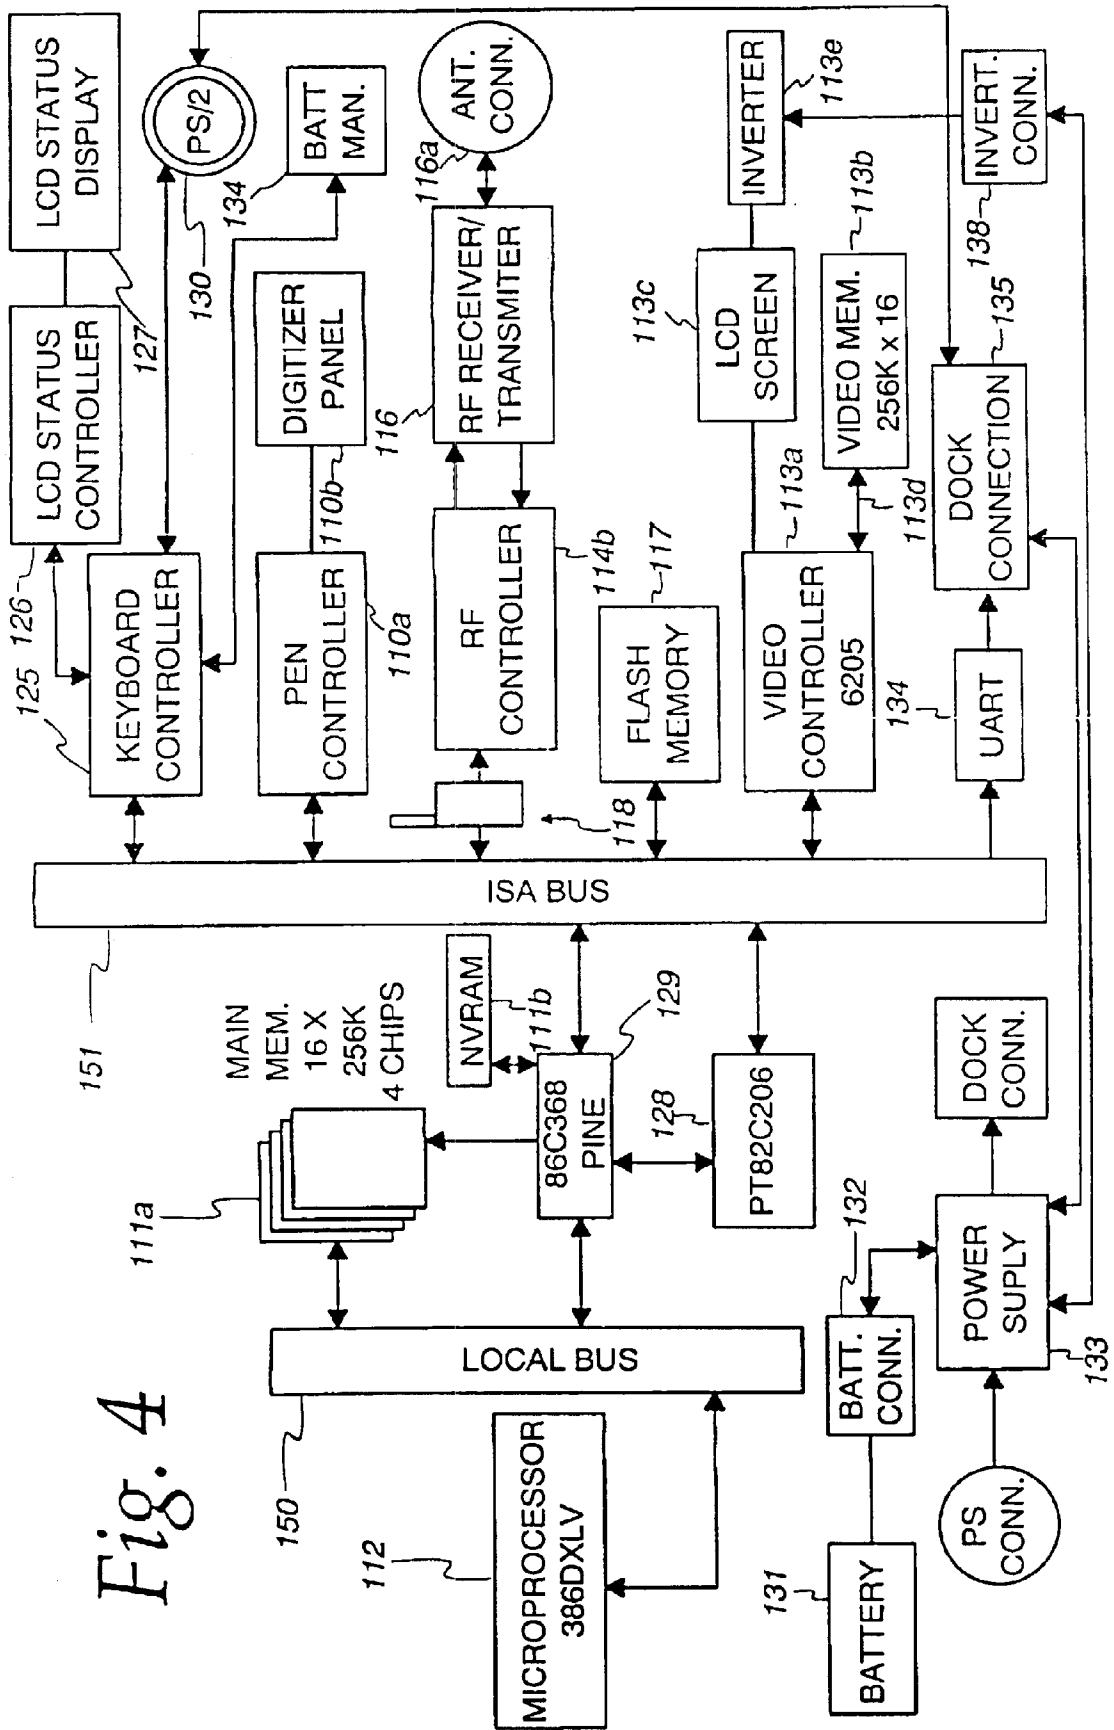 Fig. 4
112
MICROPROCESSOR
386DXLV
150
LOCAL BUS
111a
MAIN
MEM.
16 X
256K
4 CHIPS
NVRAM
111b
86C368
PINE
129
128
PT82C206
131
BATTERY
BATT.
CONN.
132
PS
CONN.
POWER
SUPLY
133
DOCK
CONN.
151
ISA BUS
125
KEYBOARD
CONTROLLER
126
LCD STATUS
CONTROLLER
127
LCD STATUS
DISPLAY
PS/2
130
134
BATT
MAN.
PEN
CONTROLLER
110a
110b
DIGITIZER
PANEL
118
RF
CONTROLLER
114b
116
RF RECEIVER/
TRANSMITER
116a
ANT.
CONN.
FLASH
MEMORY
117
VIDEO
CONTROLLER
6205
113a
113c
LCD
SCREEN
INVERTER
113e
113d
VIDEO MEM.
256K x 16
113b
134
UART
DOCK
CONNECTION
135
138
INVERT.
CONN.